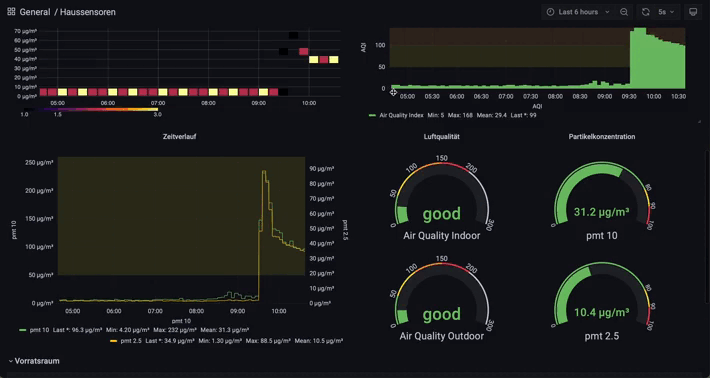 General / Haussensoren
Last 6 hours
5s
70 µg/m³
60 µg/m³
50 µg/m³
40 µg/m³
30 µg/m³
20 µg/m³
10 µg/m³
0 µg/m³
05:00 06:00 07:00 08:00 09:00 10:00
1.0 1.5 3.0
AQI
100
50
0
05:00 05:30 06:00 06:30 07:00 07:30 08:00 08:30 09:00 09:30 10:00 10:30
AQI
Air Quality Index Min: 5 Max: 168 Mean: 29.4 Last *: 99
Zeitverlauf
pmt 10
250 µg/m³
200 µg/m³
150 µg/m³
100 µg/m³
50 µg/m³
0 µg/m³
90 µg/m³
80 µg/m³
70 µg/m³
60 µg/m³
50 µg/m³
40 µg/m³
30 µg/m³
20 µg/m³
10 µg/m³
0 µg/m³
pmt 2.5
05:00 06:00 07:00 08:00 09:00 10:00
pmt 10
pmt 10 Last *: 96.3 µg/m³ Min: 4.20 µg/m³ Max: 232 µg/m³ Mean: 31.3 µg/m³
pmt 2.5 Last *: 34.9 µg/m³ Min: 1.30 µg/m³ Max: 88.5 µg/m³ Mean: 10.5 µg/m³
Luftqualität
0 50 100 150 200 300
good
Air Quality Indoor
0 50 100 150 200 300
good
Air Quality Outdoor
Partikelkonzentration
0 80 90 100
31.2 µg/m³
pmt 10
0 80 90 100
10.4 µg/m³
pmt 2.5
Vorratsraum